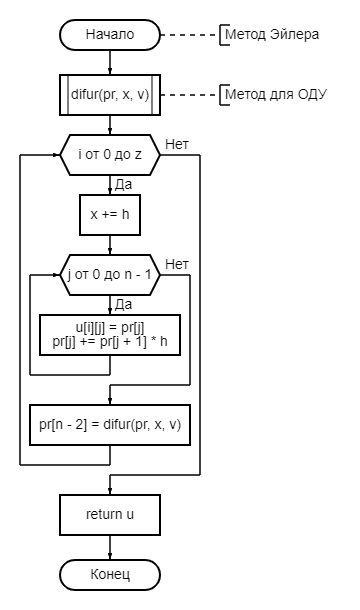 Начало
Метод Эйлера
difur(pr, x, v)
Метод для ОДУ
i от 0 до z
Нет
Да
x += h
j от 0 до n - 1
Нет
Да
u[i][j] = pr[j]
pr[j] += pr[j + 1] * h
pr[n - 2] = difur(pr, x, v)
return u
Конец